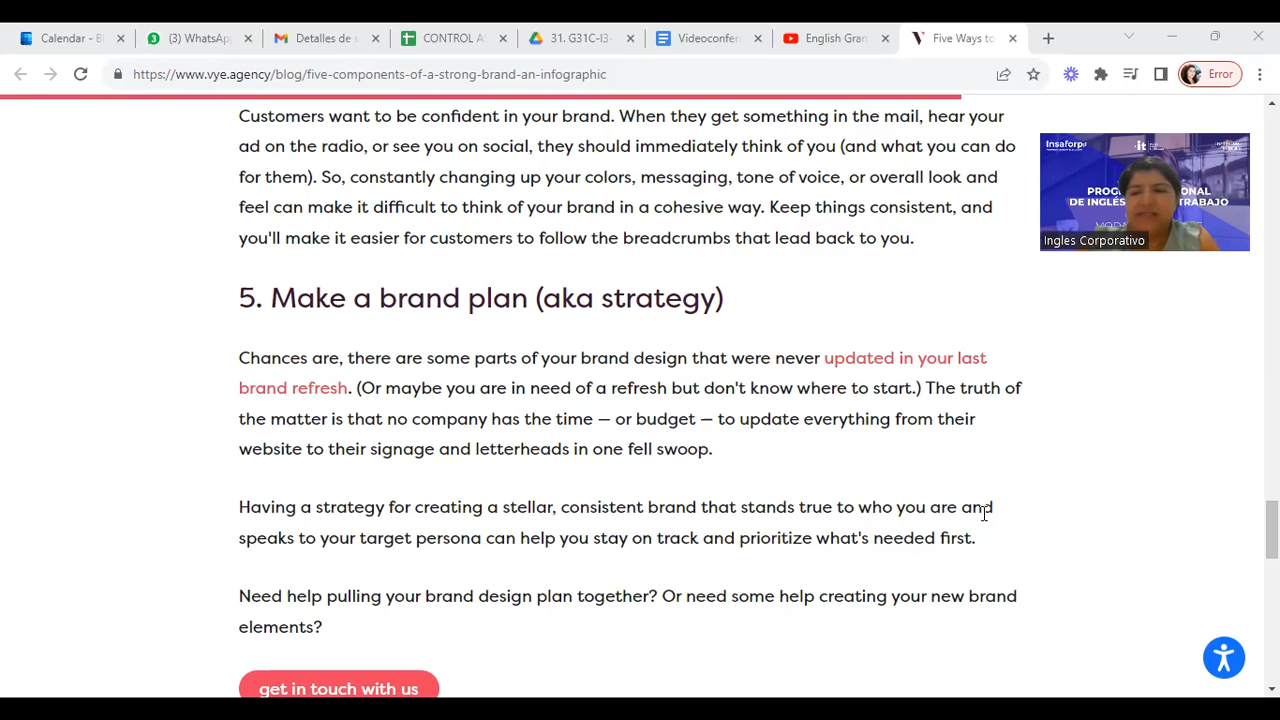 Calendar - B
(3) WhatsAp
Detalles de s
CONTROL A
31. G31C-I3-
Videoconfer
English Gran
Five Ways to
https://www.vye.agency/blog/five-components-of-a-strong-brand-an-infographic
Error
Customers want to be confident in your brand. When they get something in the mail, hear your
ad on the radio, or see you on social, they should immediately think of you (and what you can do
for them). So, constantly changing up your colors, messaging, tone of voice, or overall look and
feel can make it difficult to think of your brand in a cohesive way. Keep things consistent, and
you'll make it easier for customers to follow the breadcrumbs that lead back to you.
Insaforp
it
PROG IONAL
DE INGLÉS TRABAJO
Ingles Corporativo
5. Make a brand plan (aka strategy)
Chances are, there are some parts of your brand design that were never updated in your last
brand refresh. (Or maybe you are in need of a refresh but don't know where to start.) The truth of
the matter is that no company has the time — or budget — to update everything from their
website to their signage and letterheads in one fell swoop.
Having a strategy for creating a stellar, consistent brand that stands true to who you are and
speaks to your target persona can help you stay on track and prioritize what's needed first.
Need help pulling your brand design plan together? Or need some help creating your new brand
elements?
get in touch with us